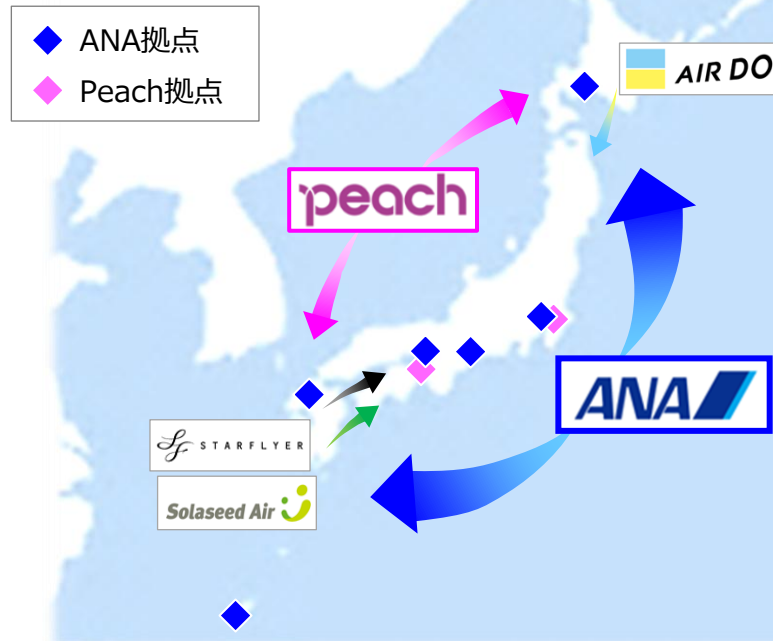 ANA拠点
Peach拠点
AIR DO
peach
ANA
STARFLYER
Solaseed Air